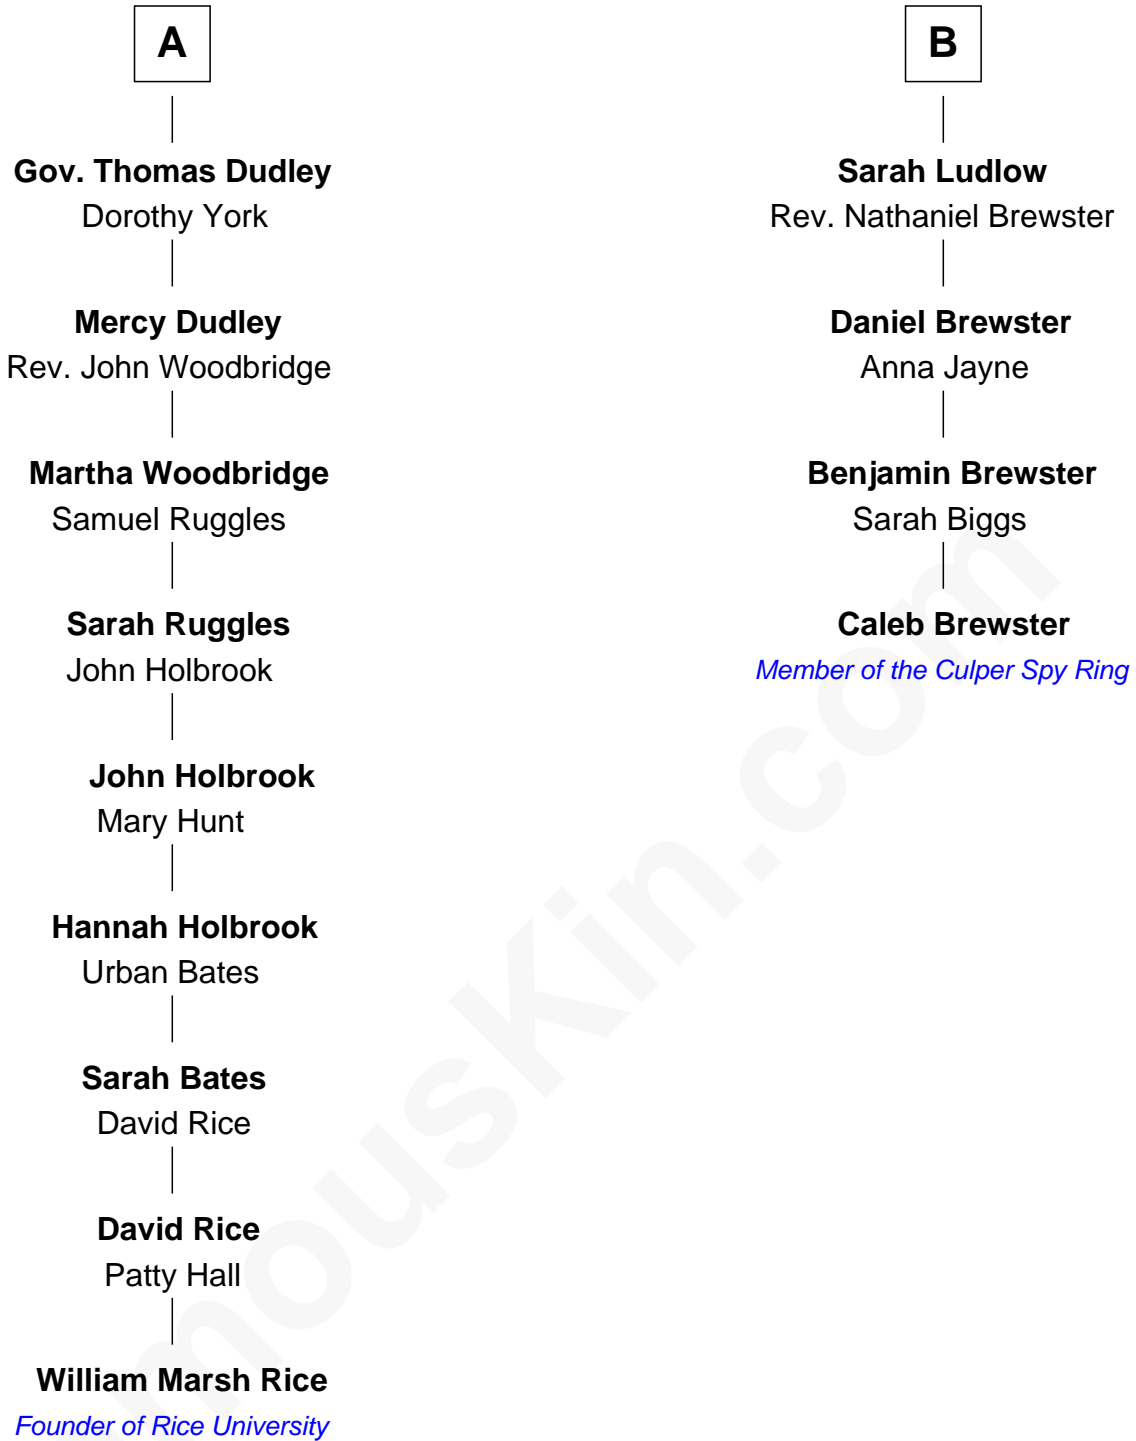 A
Gov. Thomas Dudley
Dorothy York
Mercy Dudley
Rev. John Woodbridge
Martha Woodbridge
Samuel Ruggles
Sarah Ruggles
John Holbrook
John Holbrook
Mary Hunt
Hannah Holbrook
Urban Bates
Sarah Bates
David Rice
David Rice
Patty Hall
William Marsh Rice
Founder of Rice University
B
Sarah Ludlow
Rev. Nathaniel Brewster
Daniel Brewster
Anna Jayne
Benjamin Brewster
Sarah Biggs
Caleb Brewster
Member of the Culper Spy Ring
mousKin.com